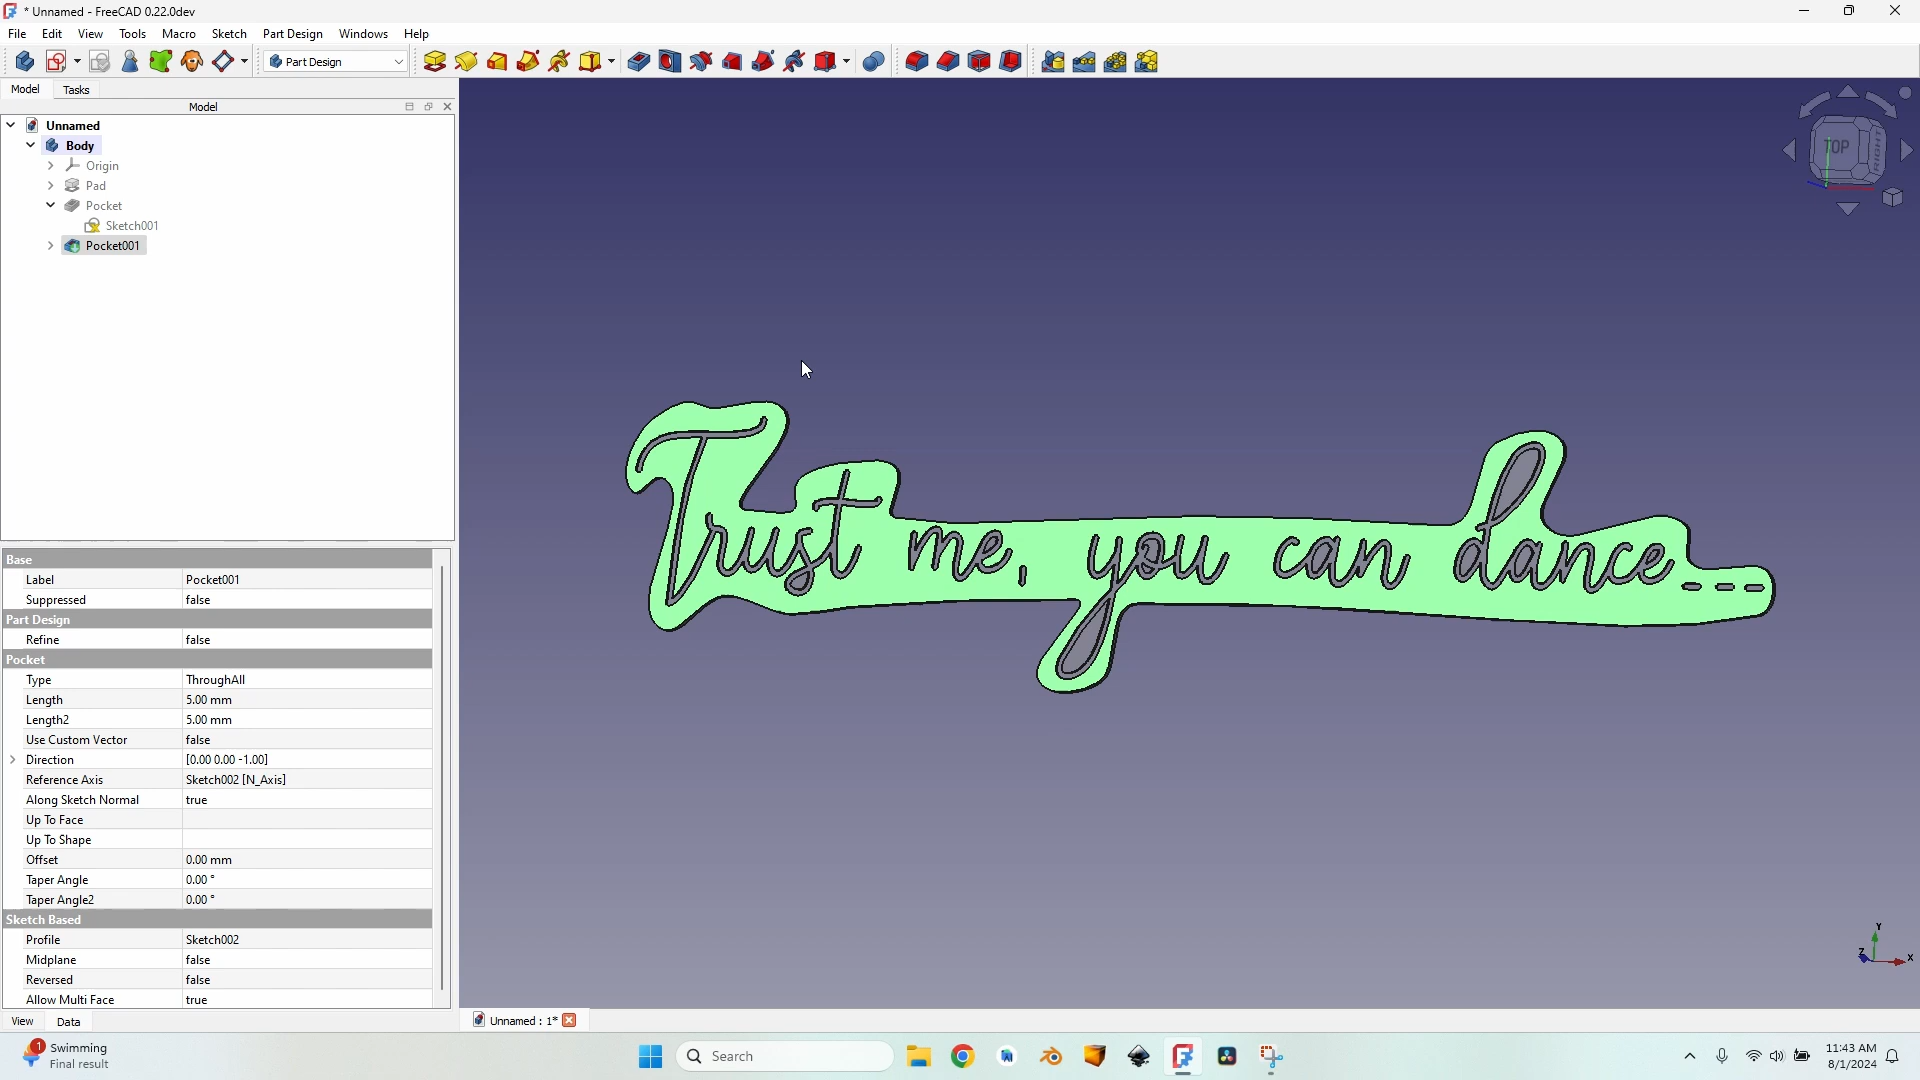 * Unnamed - FreeCAD 0.22.0dev
File Edit View Tools Macro Sketch Part Design Windows Help
Part Design
Model Tasks
Model
Unnamed
Body
Origin
Pad
Pocket
Sketch001
Pocket001
TOP
RIGHT
Trust me, you can dance---
Base
Label Pocket001
Suppressed false
Part Design
Refine false
Pocket
Type ThroughAll
Length 5.00 mm
Length2 5.00 mm
Use Custom Vector false
Direction [0.00 0.00 -1.00]
Reference Axis Sketch002 [N_Axis]
Along Sketch Normal true
Up To Face
Up To Shape
Offset 0.00 mm
Taper Angle 0.00 °
Taper Angle2 0.00 °
Sketch Based
Profile Sketch002
Midplane false
Reversed false
Allow Multi Face true
Y
Z
X
View Data
Unnamed : 1*
1
Swimming
Final result
Search
11:43 AM
8/1/2024